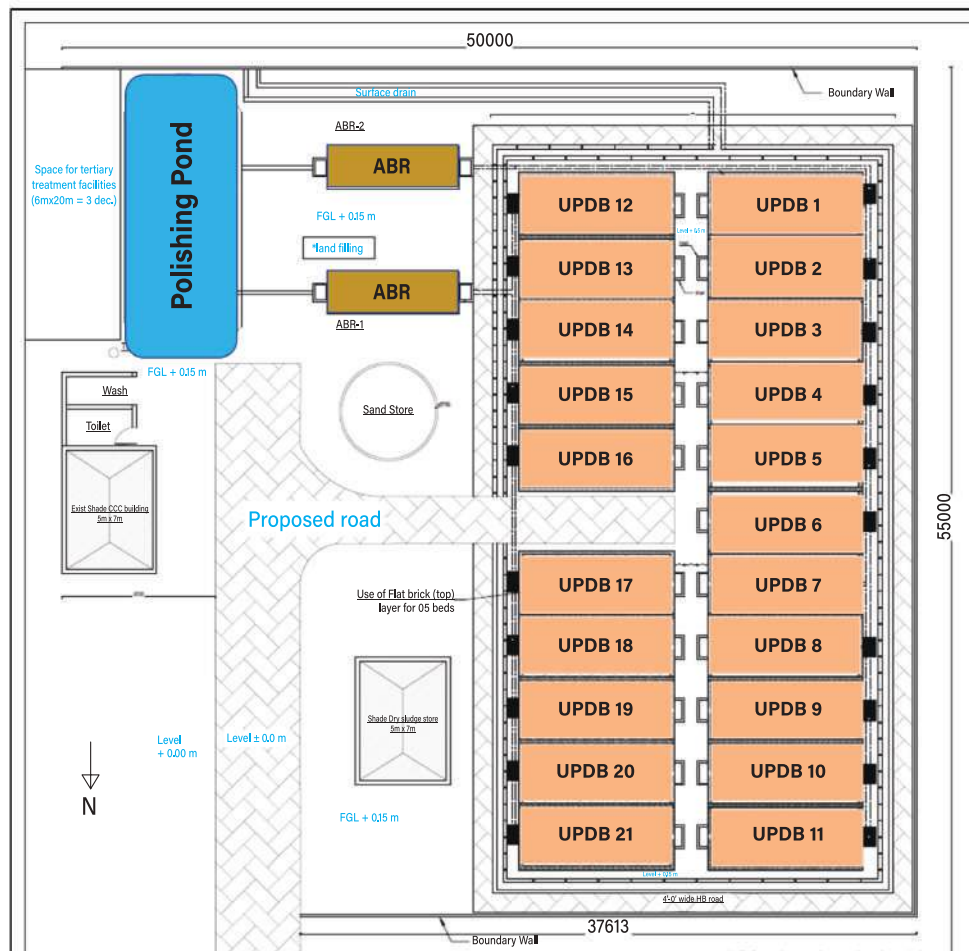 50000
Boundary Wall
Surface drain
ABR-2
ABR
Polishing Pond
Space for tertiary
treatment facilities
(6mx20m = 3 dec.)
FGL + 0.15 m
*land filling
ABR
ABR-1
FGL + 0.15 m
UPDB 12
UPDB 1
UPDB 13
UPDB 2
UPDB 14
UPDB 3
UPDB 15
UPDB 4
UPDB 16
UPDB 5
UPDB 6
UPDB 17
UPDB 7
UPDB 18
UPDB 8
UPDB 19
UPDB 9
UPDB 20
UPDB 10
UPDB 21
UPDB 11
Wash
Toilet
Sand Store
Exist Shade CCC building
5m x 7m
Proposed road
55000
Use of Flat brick (top)
layer for 05 beds
Shade Dry sludge store
5m x 7m
Level
+ 0.00 m
Level ± 0.0 m
N
FGL + 0.15 m
Level + 0.15 m
4'-0' wide HB road
37613
Boundary Wall